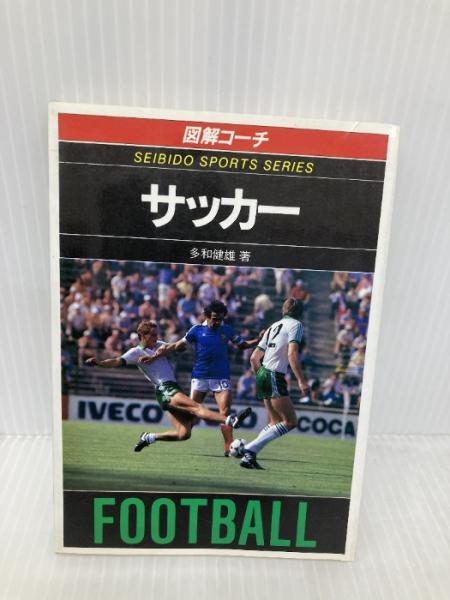 図解コーチ
SEIBIDO SPORTS SERIES
サッカー
多和健雄 著
12
IVECO
COCA
FOOTBALL